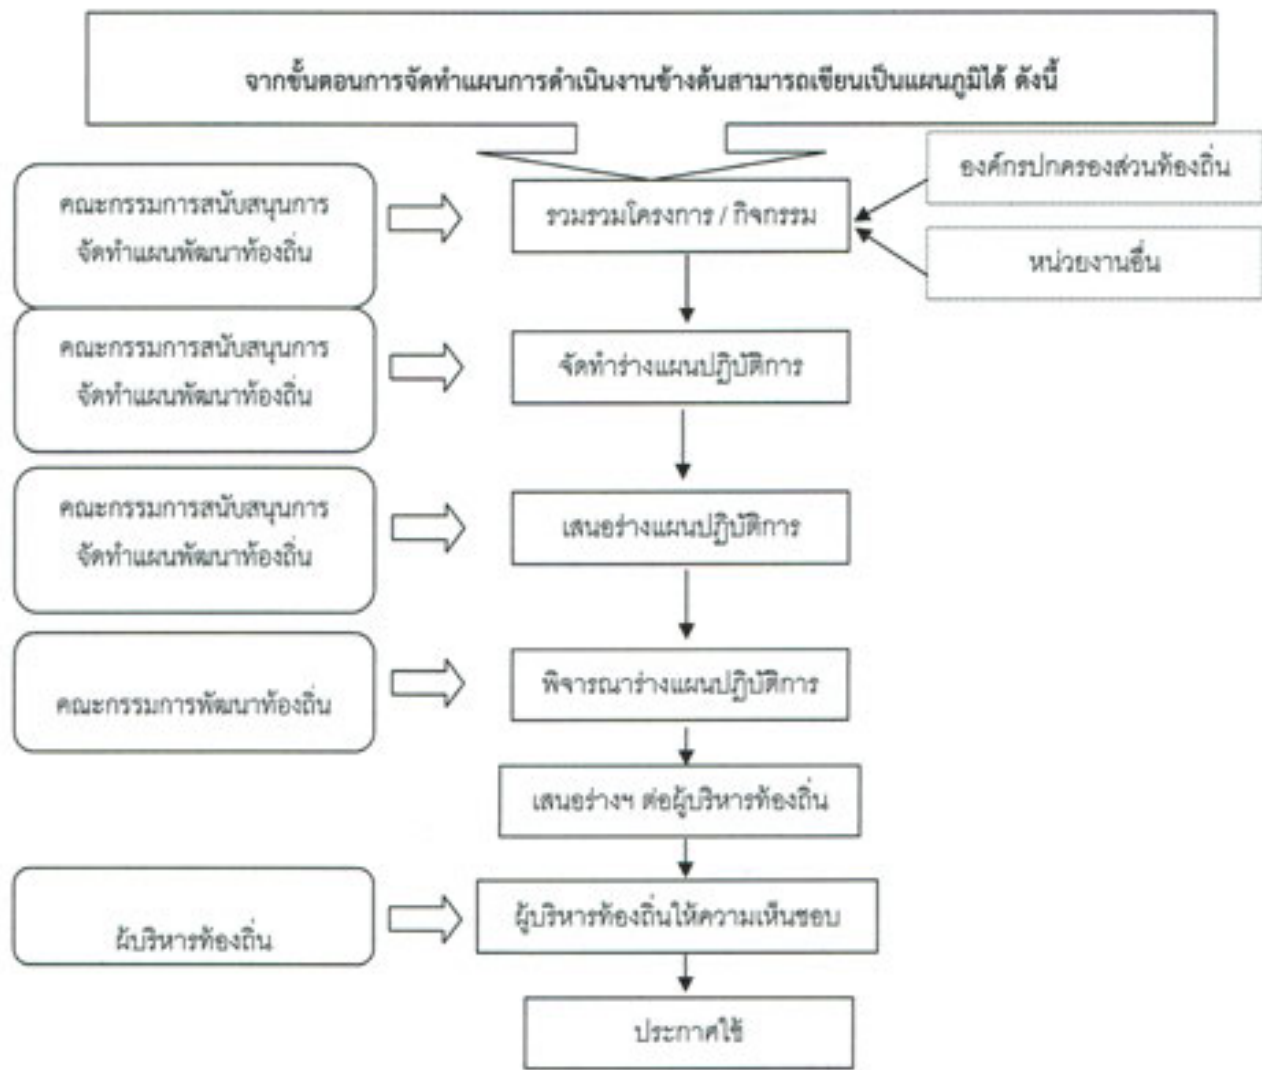 จากขั้นตอนการจัดทำแผนการดำเนินงานข้างต้นสามารถเขียนเป็นแผนภูมิได้ ดังนี้
องค์กรปกครองส่วนท้องถิ่น
คณะกรรมการสนับสนุนการ
จัดทำแผนพัฒนาท้องถิ่น
รวมรวมโครงการ / กิจกรรม
หน่วยงานอื่น
คณะกรรมการสนับสนุนการ
จัดทำแผนพัฒนาท้องถิ่น
จัดทำร่างแผนปฏิบัติการ
คณะกรรมการสนับสนุนการ
จัดทำแผนพัฒนาท้องถิ่น
เสนอร่างแผนปฏิบัติการ
คณะกรรมการพัฒนาท้องถิ่น
พิจารณาร่างแผนปฏิบัติการ
เสนอร่างฯ ต่อผู้บริหารท้องถิ่น
ผู้บริหารท้องถิ่น
ผู้บริหารท้องถิ่นให้ความเห็นชอบ
ประกาศใช้